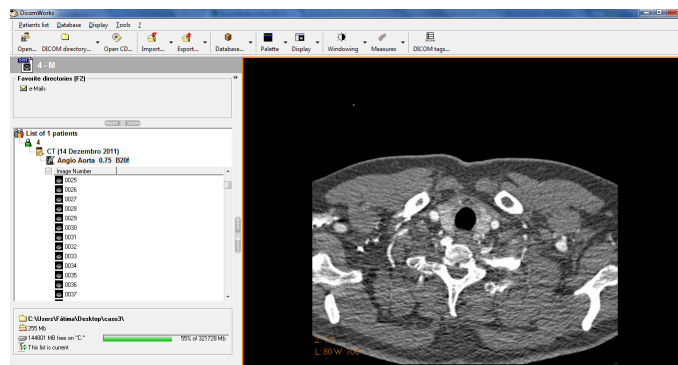 DicomWorks
Patients list Database Display Tools ?
Open... DICOM directory... Open CD... Import... Export... Database... Palette Display Windowing Measures DICOM tags...
4 - M
Favorite directories (F2)
e-Mails
List of 1 patients
4
CT (14 Dezembro 2011)
Angio Aorta 0.75 B20f
Image Number
0025
0026
0027
0028
0029
0030
0031
0032
0033
0034
0035
0036
0037
C:\Users\Fátima\Desktop\caso3\
255 Mb
144801 MB free on "C:" 55% of 321728 Mb
This list is current
L: 80 W: 700